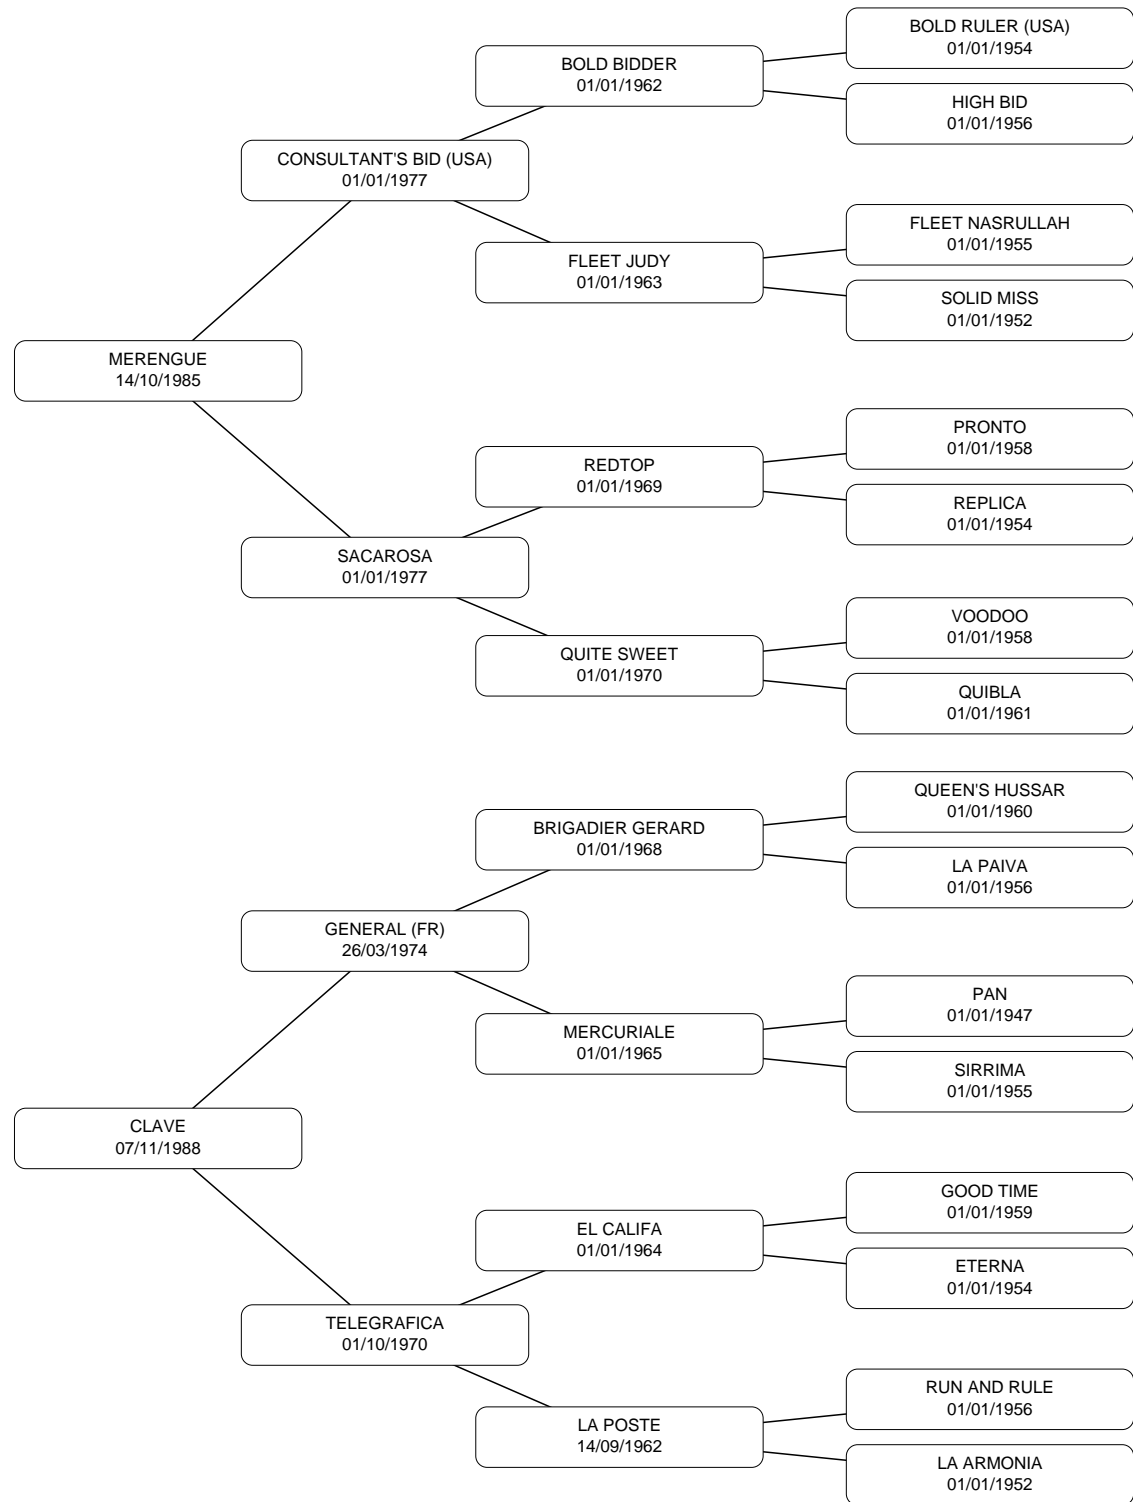 BOLD RULER (USA)
01/01/1954
BOLD BIDDER
01/01/1962
HIGH BID
01/01/1956
CONSULTANT'S BID (USA)
01/01/1977
FLEET NASRULLAH
01/01/1955
FLEET JUDY
01/01/1963
SOLID MISS
01/01/1952
MERENGUE
14/10/1985
PRONTO
01/01/1958
REDTOP
01/01/1969
REPLICA
01/01/1954
SACAROSA
01/01/1977
VOODOO
01/01/1958
QUITE SWEET
01/01/1970
QUIBLA
01/01/1961
QUEEN'S HUSSAR
01/01/1960
BRIGADIER GERARD
01/01/1968
LA PAIVA
01/01/1956
GENERAL (FR)
26/03/1974
PAN
01/01/1947
MERCURIALE
01/01/1965
SIRRIMA
01/01/1955
CLAVE
07/11/1988
GOOD TIME
01/01/1959
EL CALIFA
01/01/1964
ETERNA
01/01/1954
TELEGRAFICA
01/10/1970
RUN AND RULE
01/01/1956
LA POSTE
14/09/1962
LA ARMONIA
01/01/1952